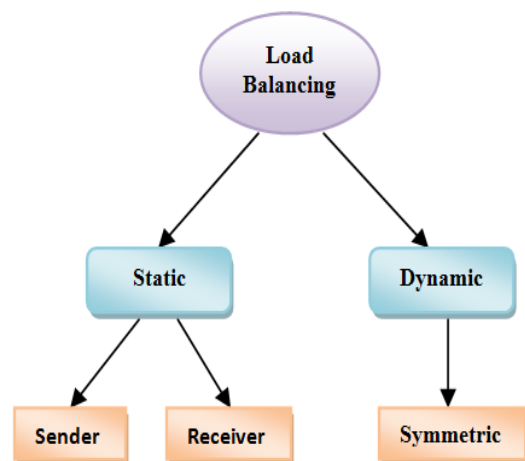 Load
Balancing
Static
Dynamic
Sender
Receiver
Symmetric